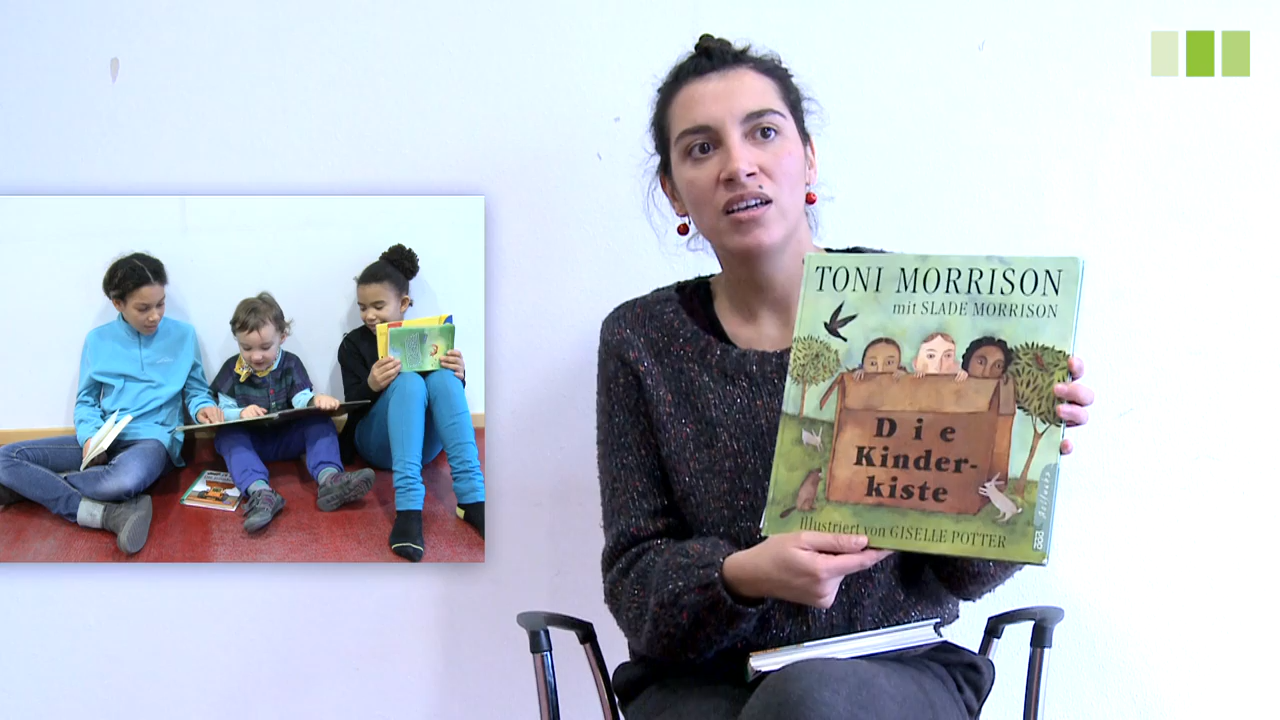 TONI MORRISON
mit SLADE MORRISON
Die
Kinder-
kiste
Illustriert von GISELLE POTTER